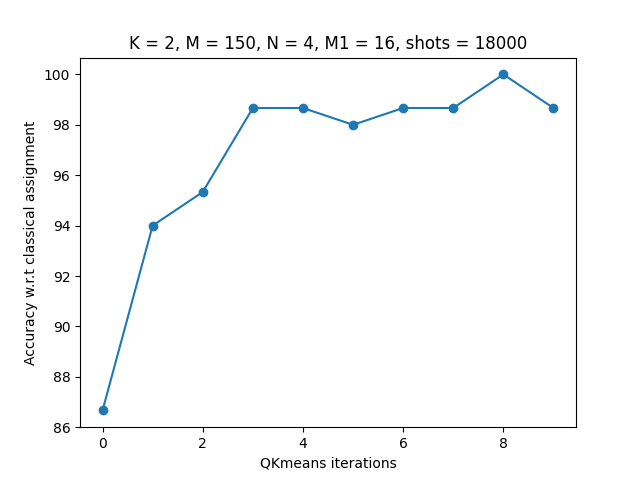 K = 2, M = 150, N = 4, M1 = 16, shots = 18000
100
98
96
94
92
90
88
86
Accuracy w.r.t classical assignment
0 2 4 6 8
QKmeans iterations